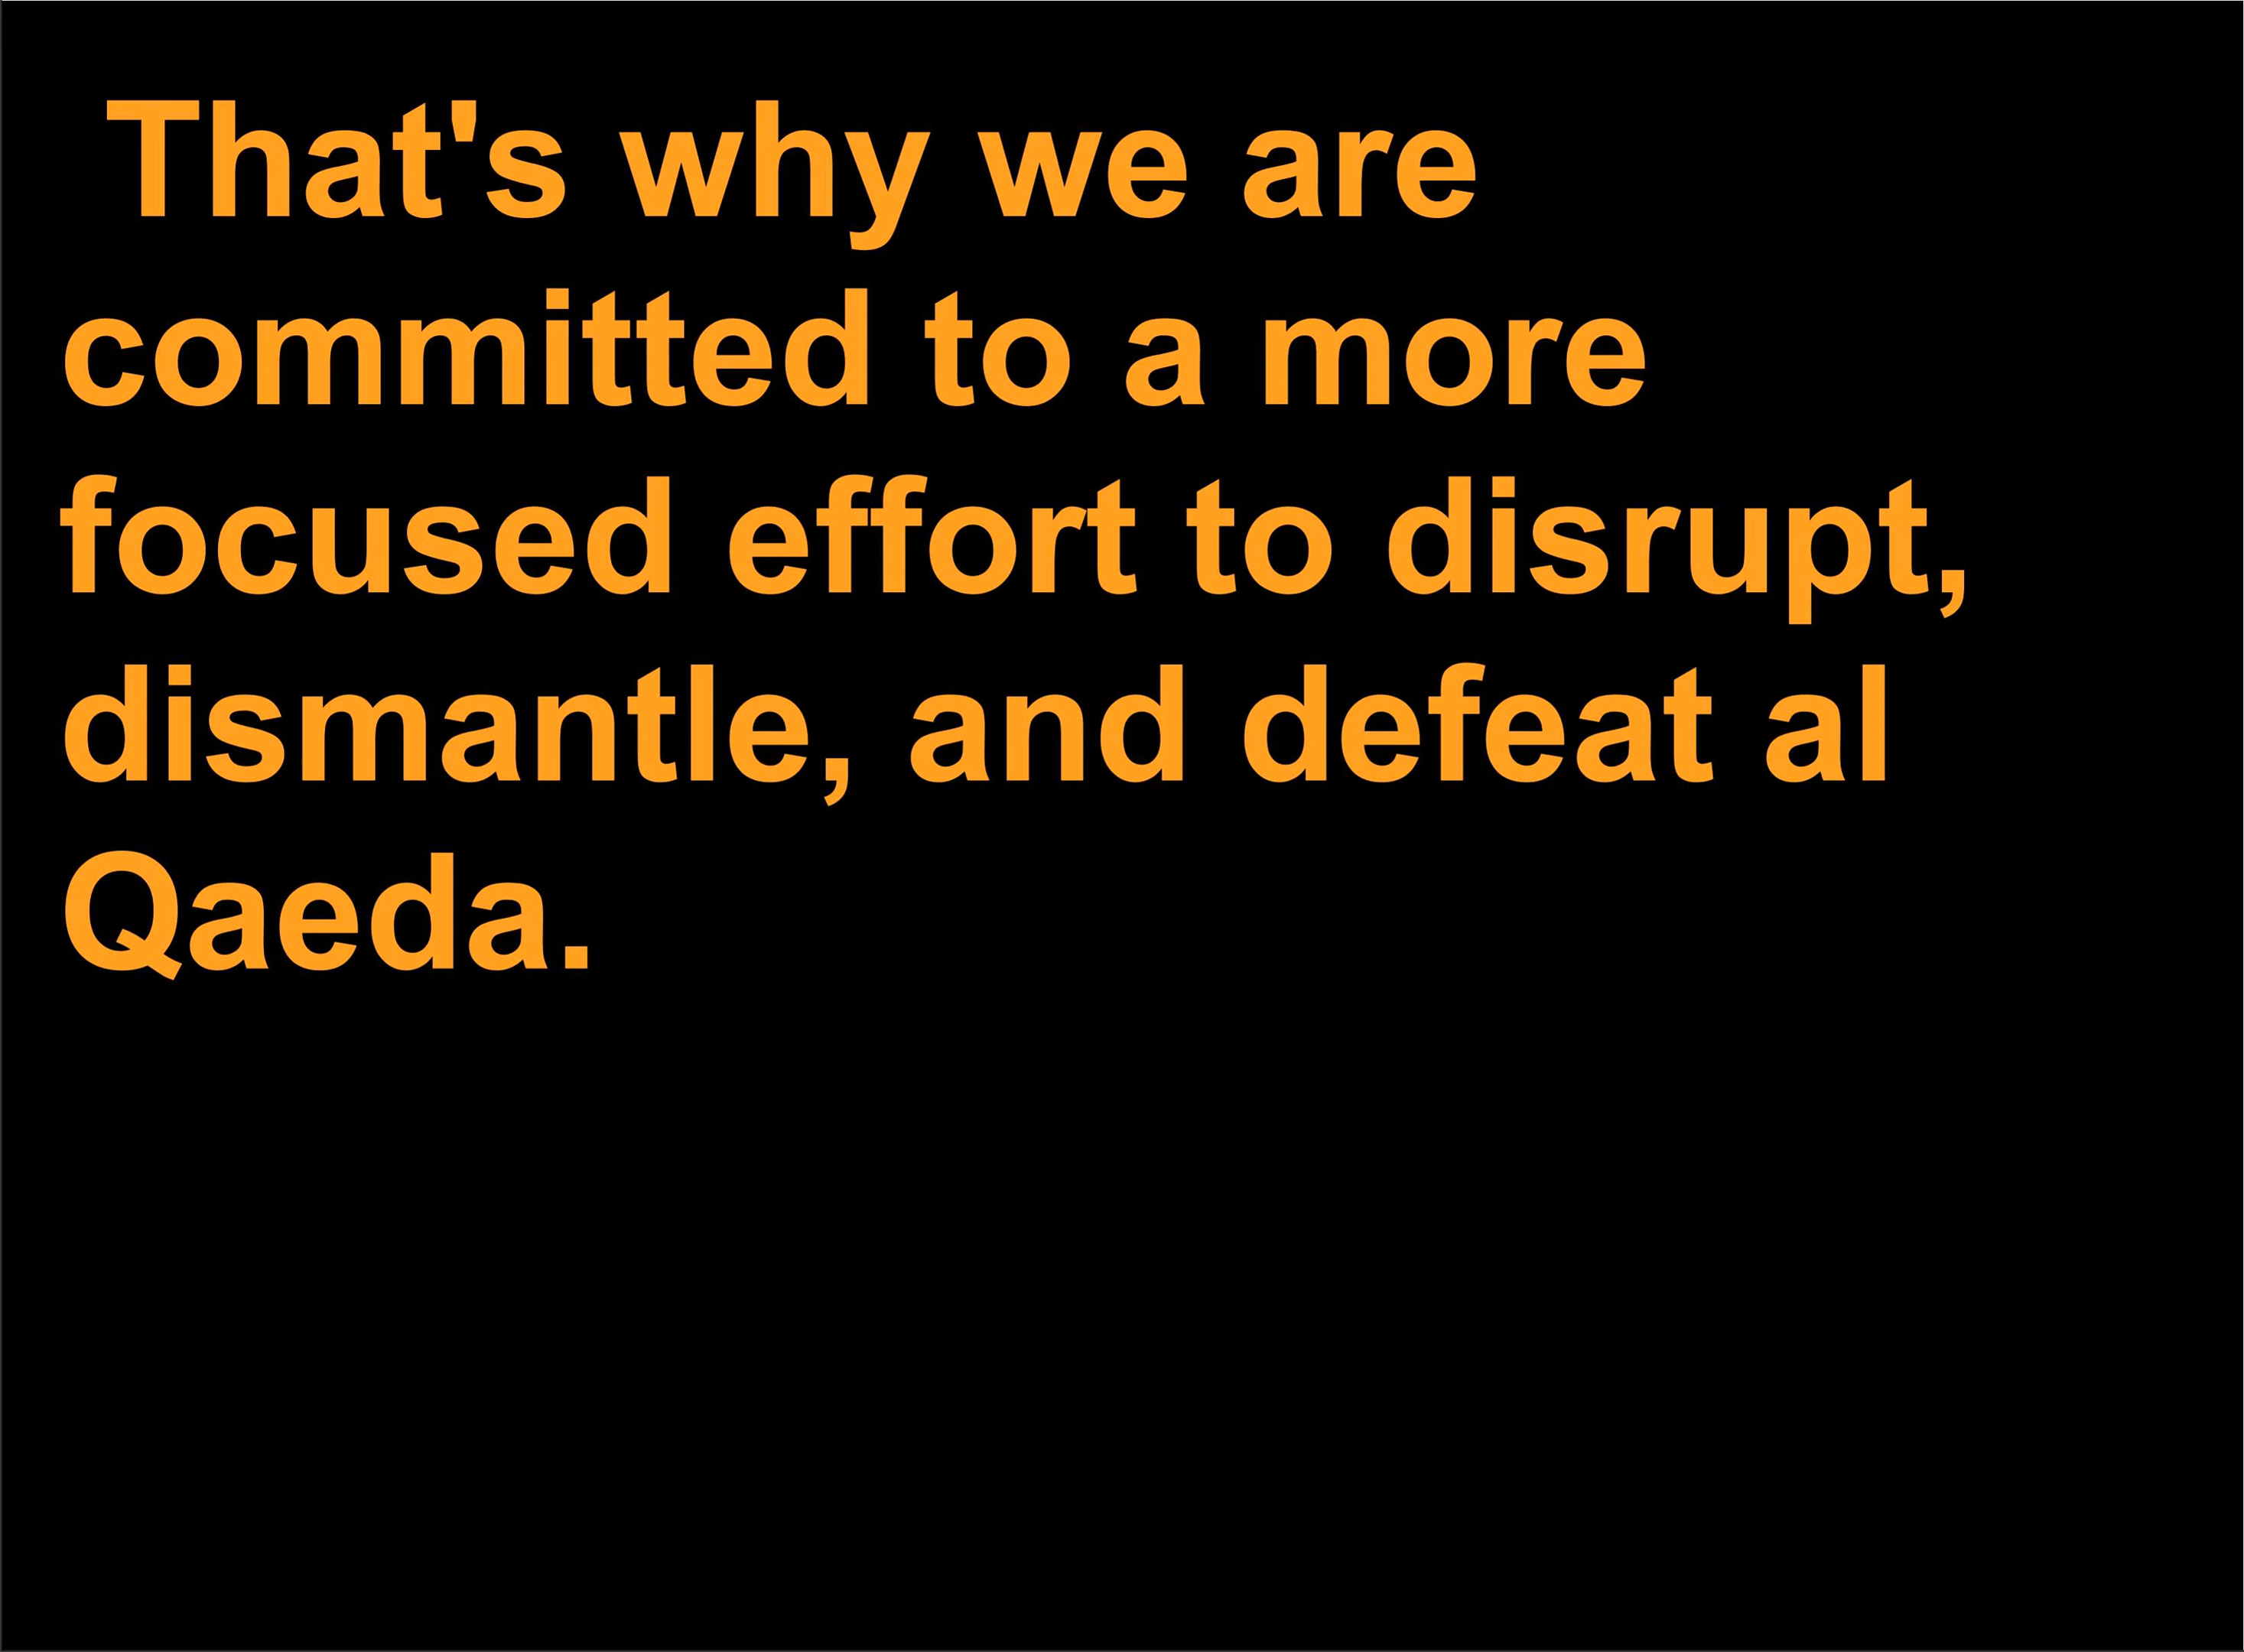 That's why we are
committed to a more
focused effort to disrupt,
dismantle, and defeat al
Qaeda.